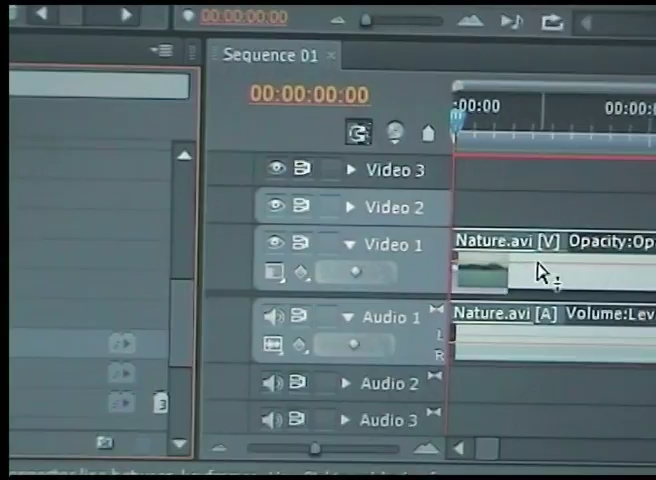 00:00:00:00
Sequence 01 ×
00:00:00:00
:00:00
00:00:
Video 3
Video 2
Video 1
Nature.avi [V] Opacity:Op
Audio 1
Nature.avi [A] Volume:Lev
L
R
Audio 2
Audio 3
3